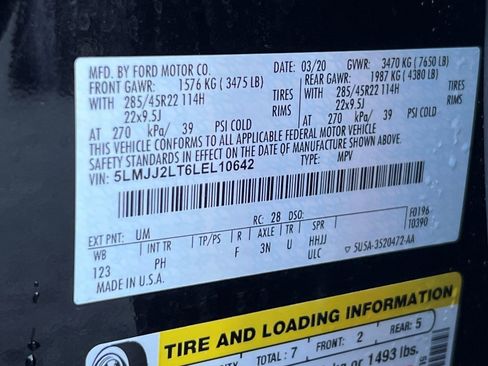 MFD. BY FORD MOTOR CO.
DATE: 03/20 GVWR: 3470 KG (7650 LB)
FRONT GAWR: 1576 KG (3475 LB) REAR GAWR: 1987 KG (4380 LB)
WITH 285/45R22 114H TIRES 285/45R22 114H TIRES
22x9.5J RIMS 22x9.5J RIMS
AT 270 kPa/ 39 PSI COLD AT 270 kPa/ 39 PSI COLD
THIS VEHICLE CONFORMS TO ALL APPLICABLE FEDERAL MOTOR VEHICLE
SAFETY STANDARDS IN EFFECT ON THE DATE OF MANUFACTURE SHOWN ABOVE.
VIN: 5LMJJ2LT6LEL10642 TYPE: MPV
F0196
T0390
EXT PNT: UM RC: 28 DSO:
WB INT TR TP/PS R AXLE TR SPR
123 PH F 3N U HHJJ
ULC
5U5A-3520472-AA
MADE IN U.S.A.
TIRE AND LOADING INFORMATION
TOTAL: 7 FRONT: 2 REAR: 5
or 1493 lbs.